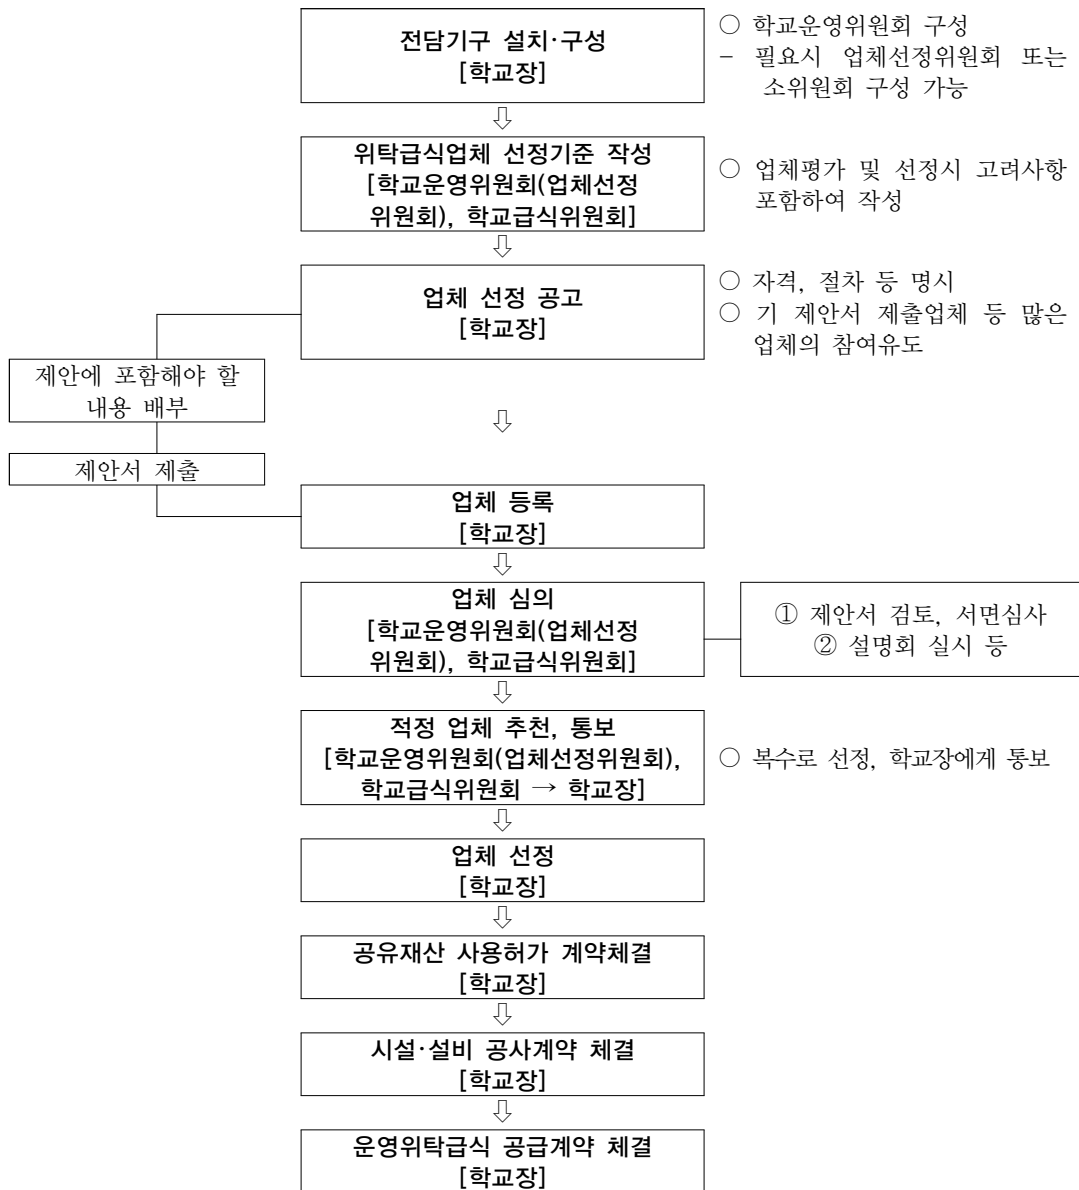 전담기구 설치·구성
[학교장]
○ 학교운영위원회 구성
- 필요시 업체선정위원회 또는
소위원회 구성 가능
⇩
위탁급식업체 선정기준 작성
[학교운영위원회(업체선정
위원회), 학교급식위원회]
○ 업체평가 및 선정시 고려사항
포함하여 작성
⇩
업체 선정 공고
[학교장]
○ 자격, 절차 등 명시
○ 기 제안서 제출업체 등 많은
업체의 참여유도
제안에 포함해야 할
내용 배부
⇩
제안서 제출
업체 등록
[학교장]
⇩
업체 심의
[학교운영위원회(업체선정
위원회), 학교급식위원회]
① 제안서 검토, 서면심사
② 설명회 실시 등
⇩
적정 업체 추천, 통보
[학교운영위원회(업체선정위원회),
학교급식위원회 → 학교장]
○ 복수로 선정, 학교장에게 통보
⇩
업체 선정
[학교장]
⇩
공유재산 사용허가 계약체결
[학교장]
⇩
시설·설비 공사계약 체결
[학교장]
⇩
운영위탁급식 공급계약 체결
[학교장]